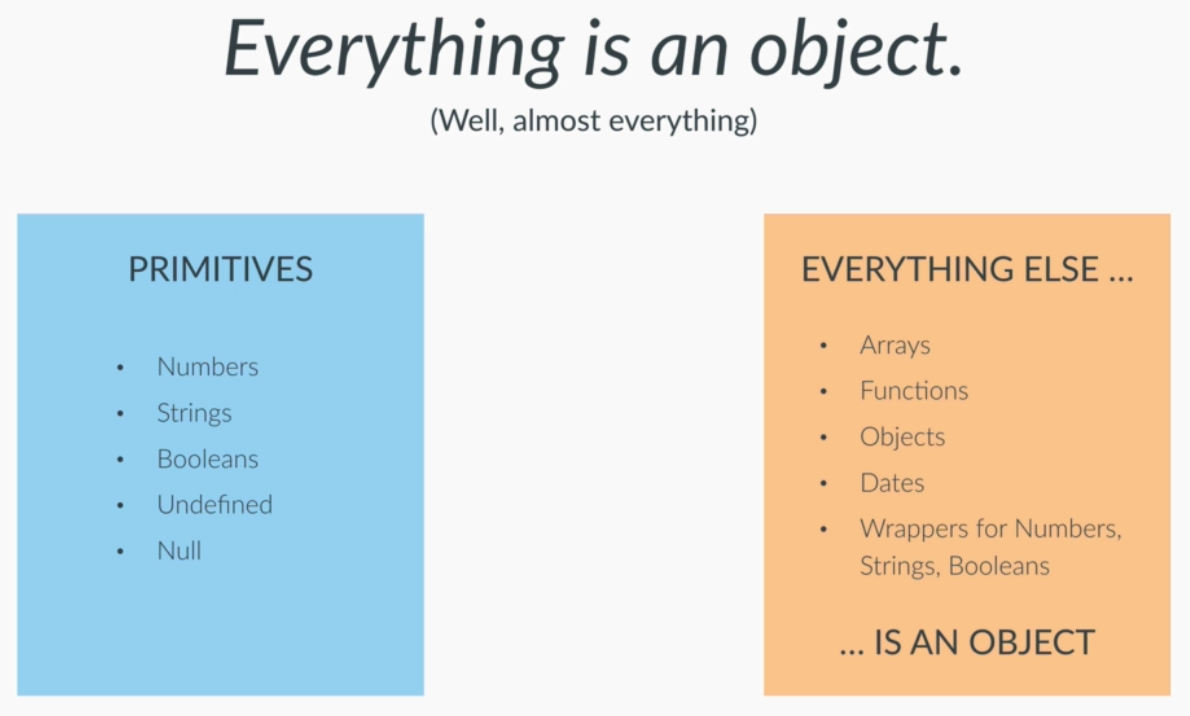 Everything is an object.
(Well, almost everything)
PRIMITIVES
• Numbers
• Strings
• Booleans
• Undefined
• Null
EVERYTHING ELSE ...
• Arrays
• Functions
• Objects
• Dates
• Wrappers for Numbers,
Strings, Booleans
... IS AN OBJECT